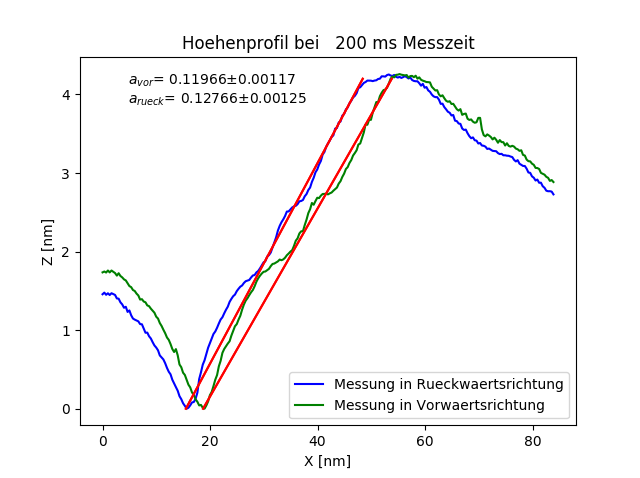 Hoehenprofil bei   200 ms Messzeit
a_vor= 0.11966±0.00117
a_rueck= 0.12766±0.00125
Z [nm]
4
3
2
1
0
Messung in Rueckwaertsrichtung
Messung in Vorwaertsrichtung
0 20 40 60 80
X [nm]